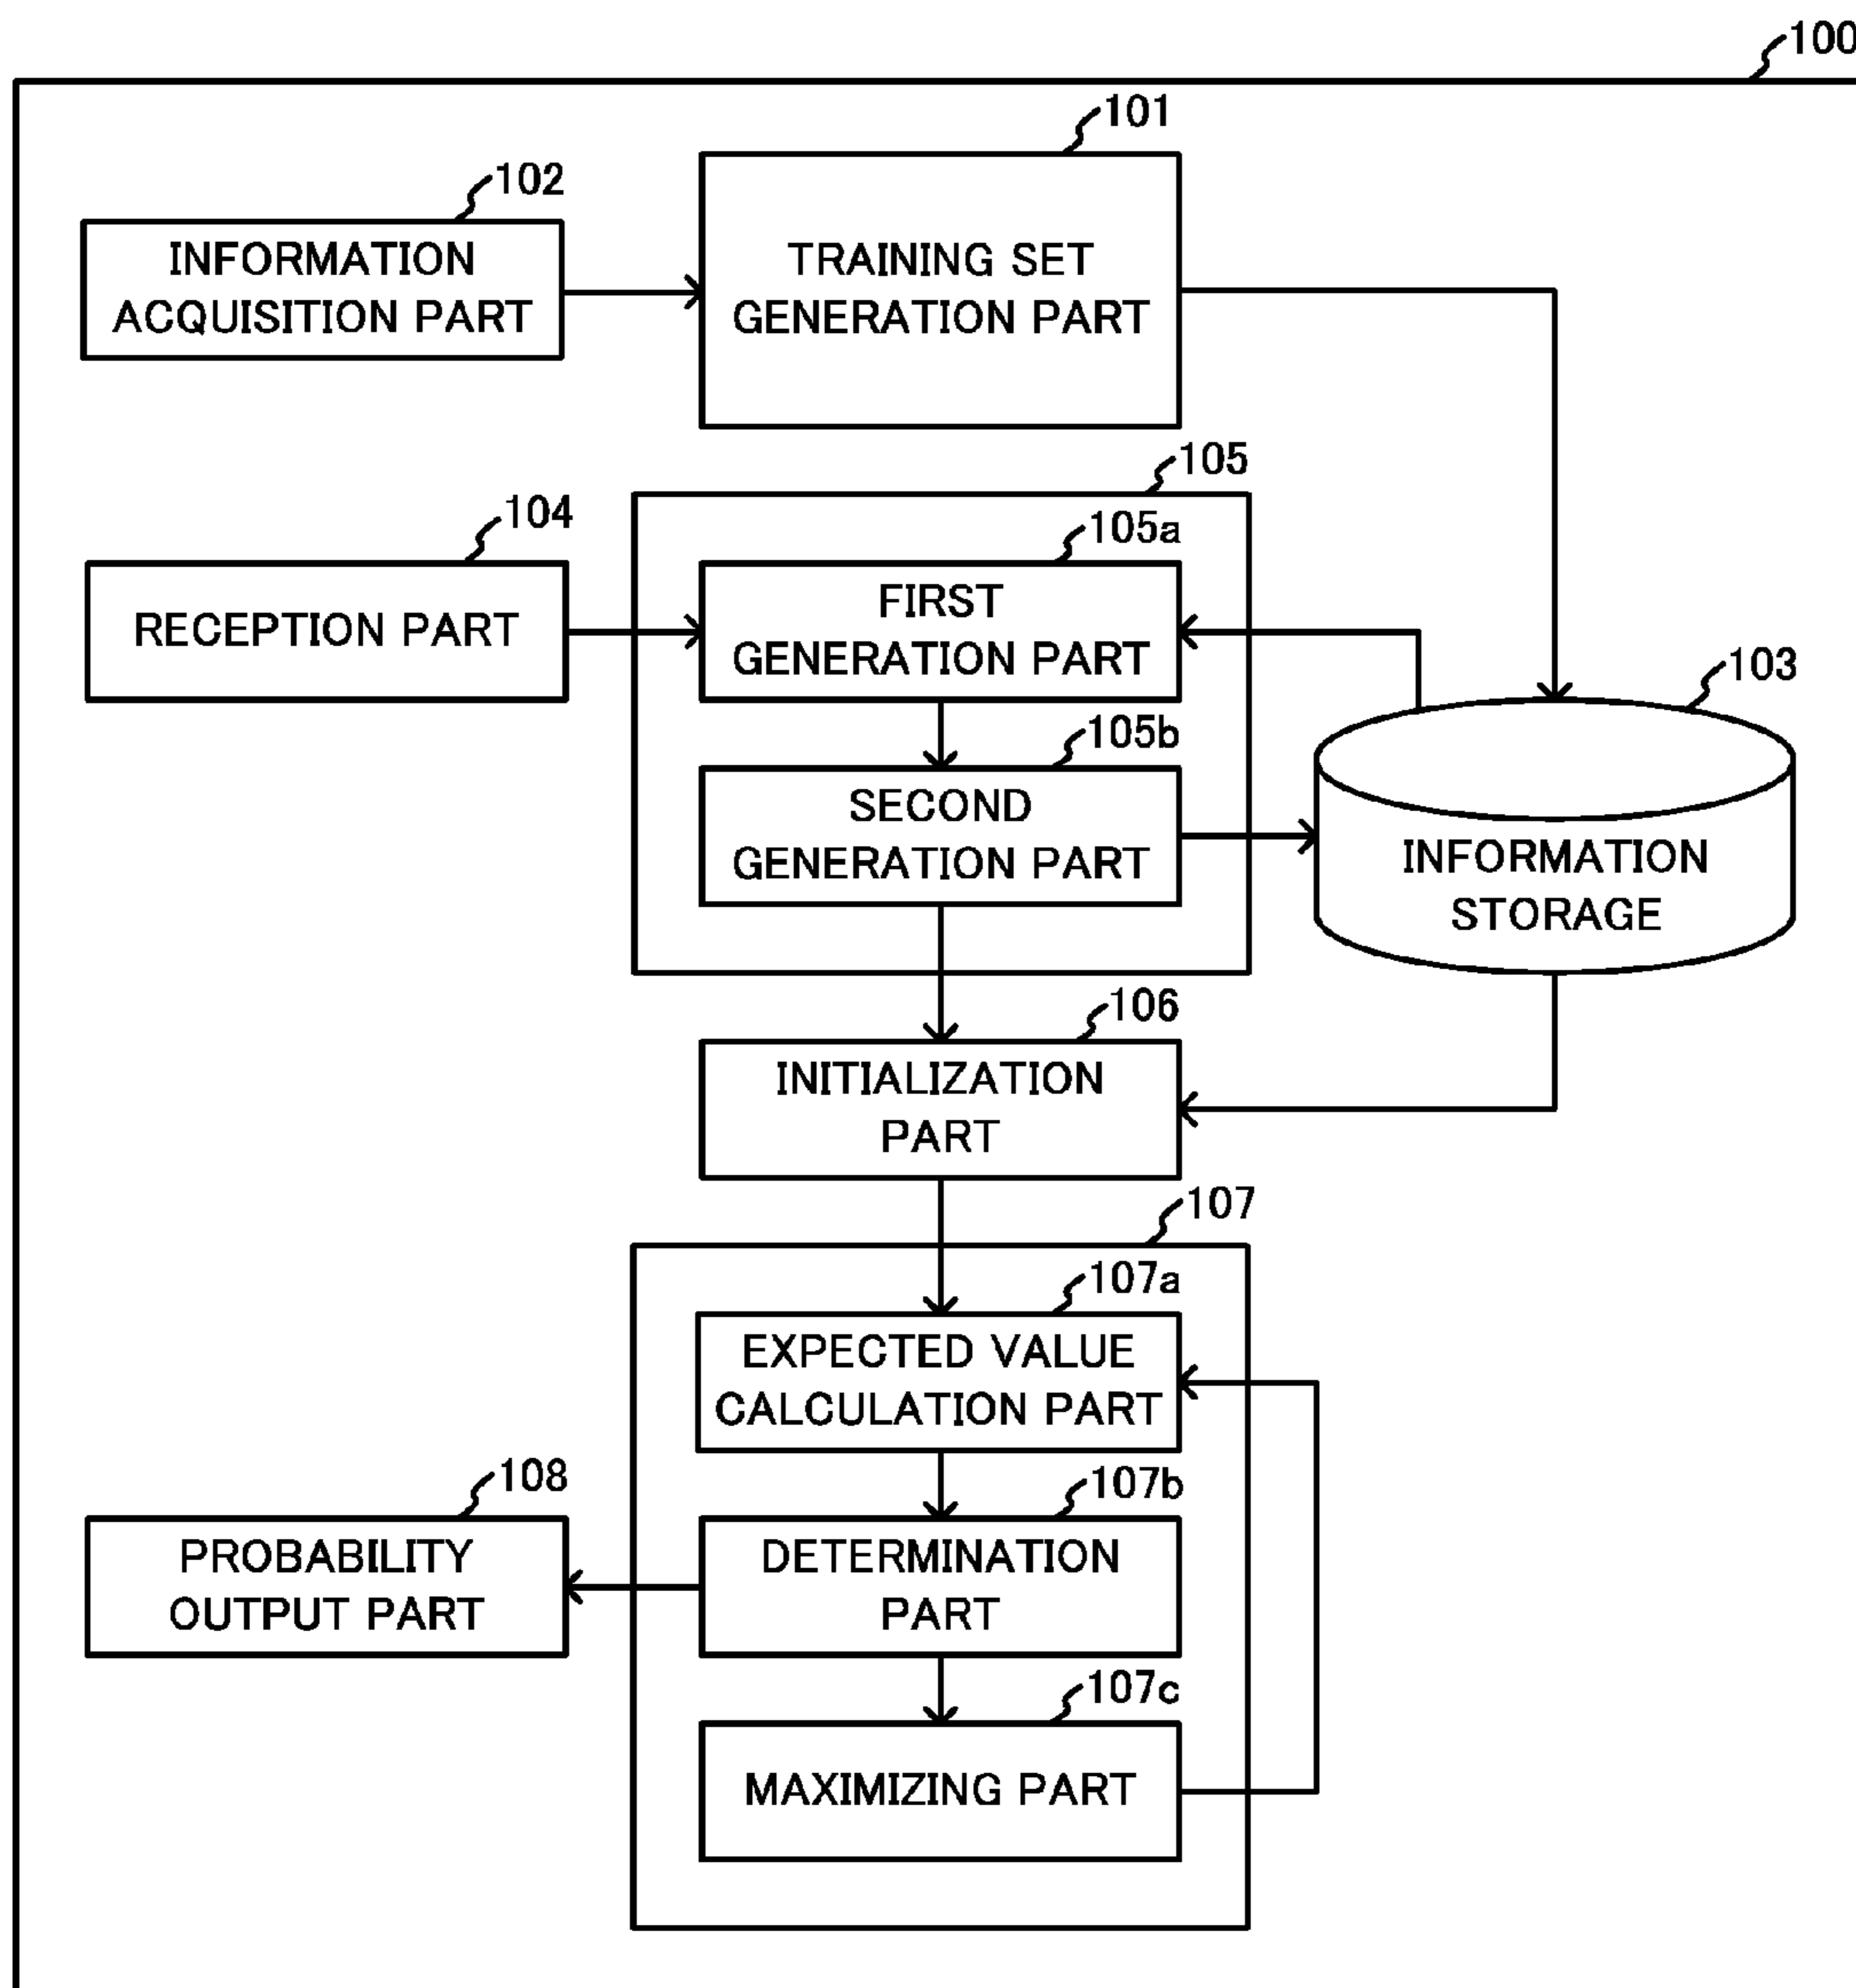 100
101
102
INFORMATION
ACQUISITION PART
TRAINING SET
GENERATION PART
105
104
105a
RECEPTION PART
FIRST
GENERATION PART
103
105b
SECOND
GENERATION PART
INFORMATION
STORAGE
106
INITIALIZATION
PART
107
107a
EXPECTED VALUE
CALCULATION PART
108
107b
PROBABILITY
OUTPUT PART
DETERMINATION
PART
107c
MAXIMIZING PART